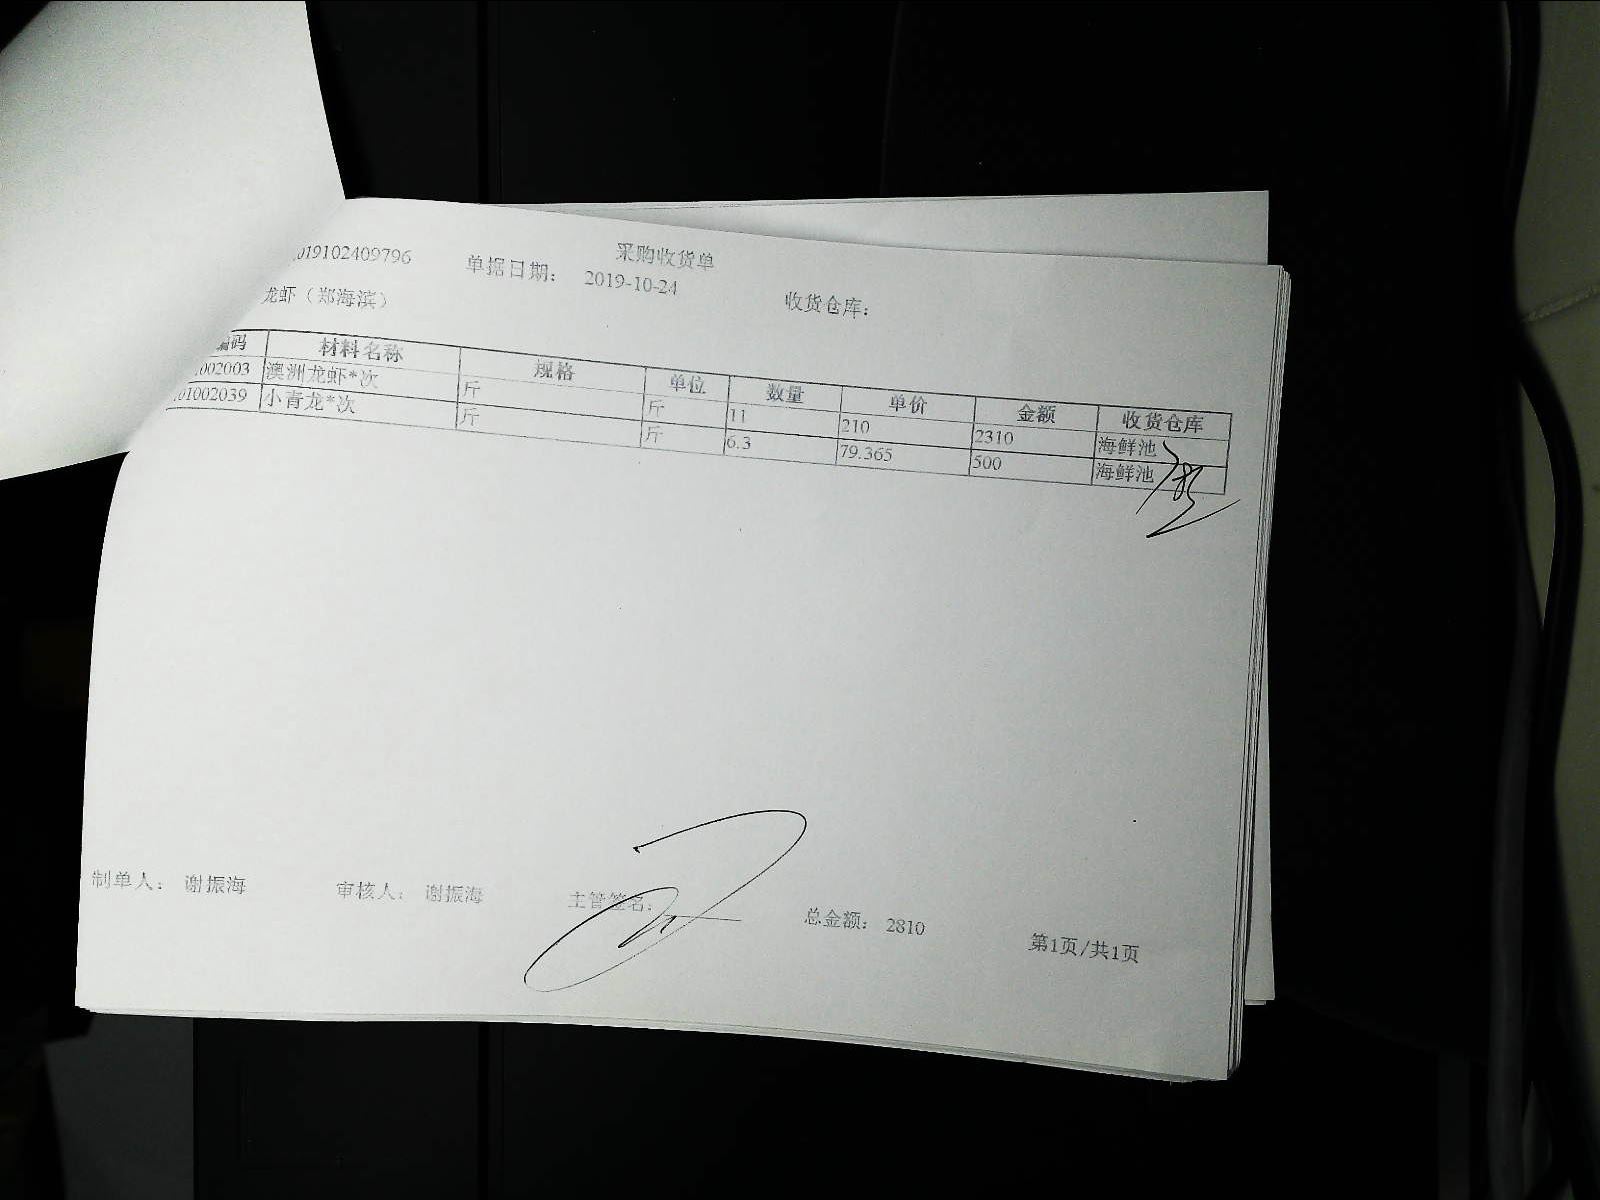 采购收货单
019102409796 单据日期： 2019-10-24 收货仓库：
龙虾（郑海滨）
编码 材料名称 规格 单位 数量 单价 金额 收货仓库
002003 澳洲龙虾*次 斤 斤 11 210 2310 海鲜池
01002039 小青龙*次 斤 斤 6.3 79.365 500 海鲜池
制单人： 谢振海 审核人： 谢振海 主管签名： 总金额： 2810 第1页/共1页